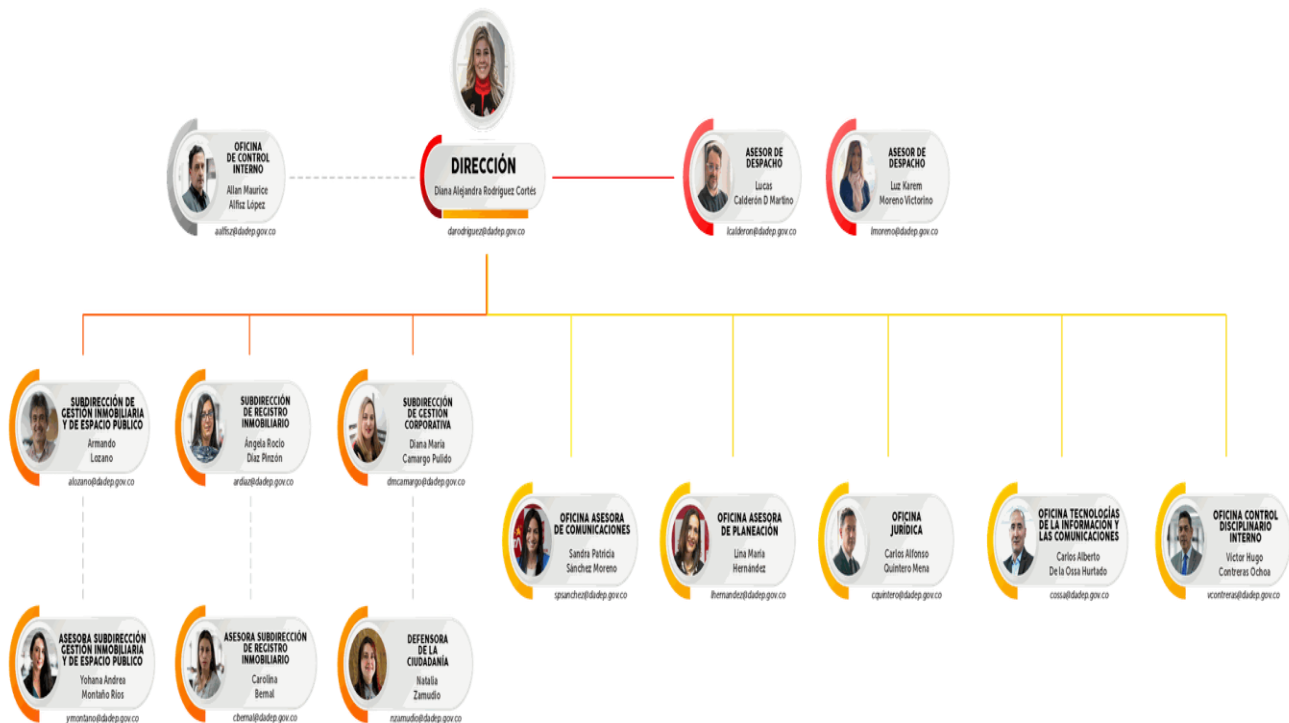 OFICINA
DE CONTROL
INTERNO
Allan Maurice
Alfisz López
aalfisz@dadep.gov.co
DIRECCIÓN
Diana Alejandra Rodríguez Cortés
darodriguez@dadep.gov.co
ASESOR DE
DESPACHO
Lucas
Calderón D Martino
lcalderon@dadep.gov.co
ASESOR DE
DESPACHO
Luz Karem
Moreno Victorino
lmoreno@dadep.gov.co
SUBDIRECCIÓN DE
GESTIÓN INMOBILIARIA
Y DE ESPACIO PÚBLICO
Armando
Lozano
alozano@dadep.gov.co
SUBDIRECCIÓN
DE REGISTRO
INMOBILIARIO
Ángela Rocío
Díaz Pinzón
ardiaz@dadep.gov.co
SUBDIRECCIÓN
DE GESTIÓN
CORPORATIVA
Diana María
Camargo Pulido
dmcamargo@dadep.gov.co
OFICINA ASESORA
DE COMUNICACIONES
Sandra Patricia
Sánchez Moreno
spsanchez@dadep.gov.co
OFICINA ASESORA
DE PLANEACIÓN
Lina María
Hernández
lhernandez@dadep.gov.co
OFICINA
JURÍDICA
Carlos Alfonso
Quintero Mena
cquintero@dadep.gov.co
OFICINA TECNOLOGÍAS
DE LA INFORMACIÓN Y
LAS COMUNICACIONES
Carlos Alberto
De la Ossa Hurtado
cossa@dadep.gov.co
OFICINA CONTROL
DISCIPLINARIO
INTERNO
Víctor Hugo
Contreras Ochoa
vcontreras@dadep.gov.co
ASESORA SUBDIRECCIÓN
GESTIÓN INMOBILIARIA
Y DE ESPACIO PÚBLICO
Yohana Andrea
Montaño Ríos
ymontano@dadep.gov.co
ASESORA SUBDIRECCIÓN
DE REGISTRO
INMOBILIARIO
Carolina
Bernal
cbernal@dadep.gov.co
DEFENSORA
DE LA
CIUDADANÍA
Natalia
Zamudio
nzamudio@dadep.gov.co